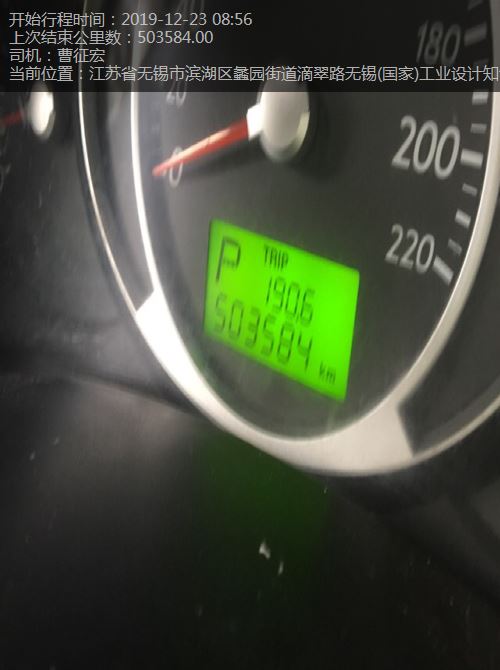 开始行程时间：2019-12-23 08:56
上次结束公里数：503584.00
司机：曹征宏
当前位置：江苏省无锡市滨湖区蠡园街道滴翠路无锡(国家)工业设计知
180
20
200
0
220
P TRIP
190.6
503584 km